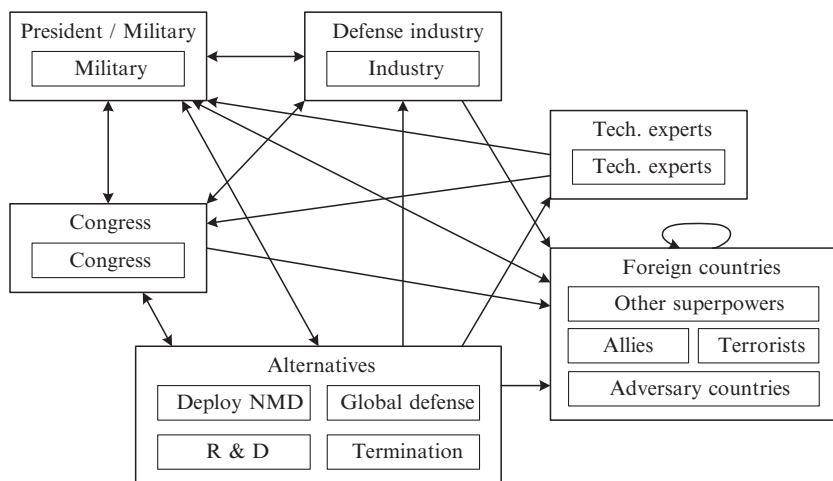 President / Military
Military
Defense industry
Industry
Tech. experts
Tech. experts
Congress
Congress
Foreign countries
Other superpowers
Allies
Terrorists
Adversary countries
Alternatives
Deploy NMD
Global defense
R & D
Termination